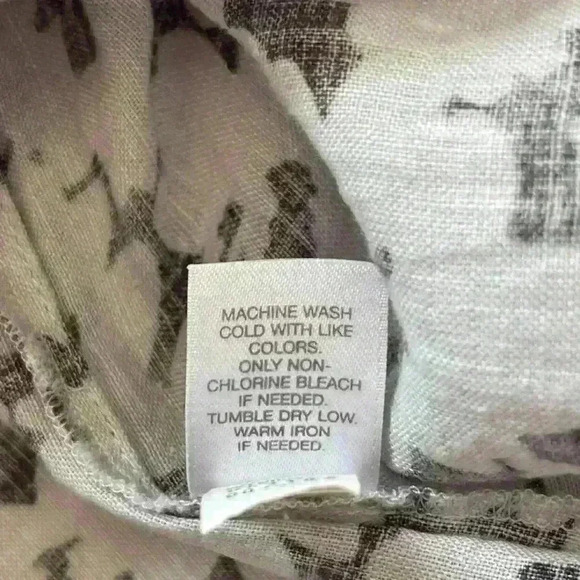 MACHINE WASH
COLD WITH LIKE
COLORS.
ONLY NON-
CHLORINE BLEACH
IF NEEDED.
TUMBLE DRY LOW.
WARM IRON
IF NEEDED.